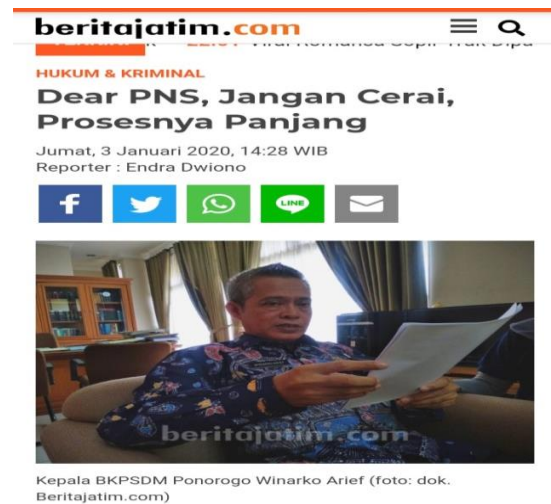 beritajatim.com
HUKUM & KRIMINAL
Dear PNS, Jangan Cerai,
Prosesnya Panjang
Jumat, 3 Januari 2020, 14:28 WIB
Reporter : Endra Dwiono
f
LINE
beritajatim.com
Kepala BKPSDM Ponorogo Winarko Arief (foto: dok.
Beritajatim.com)